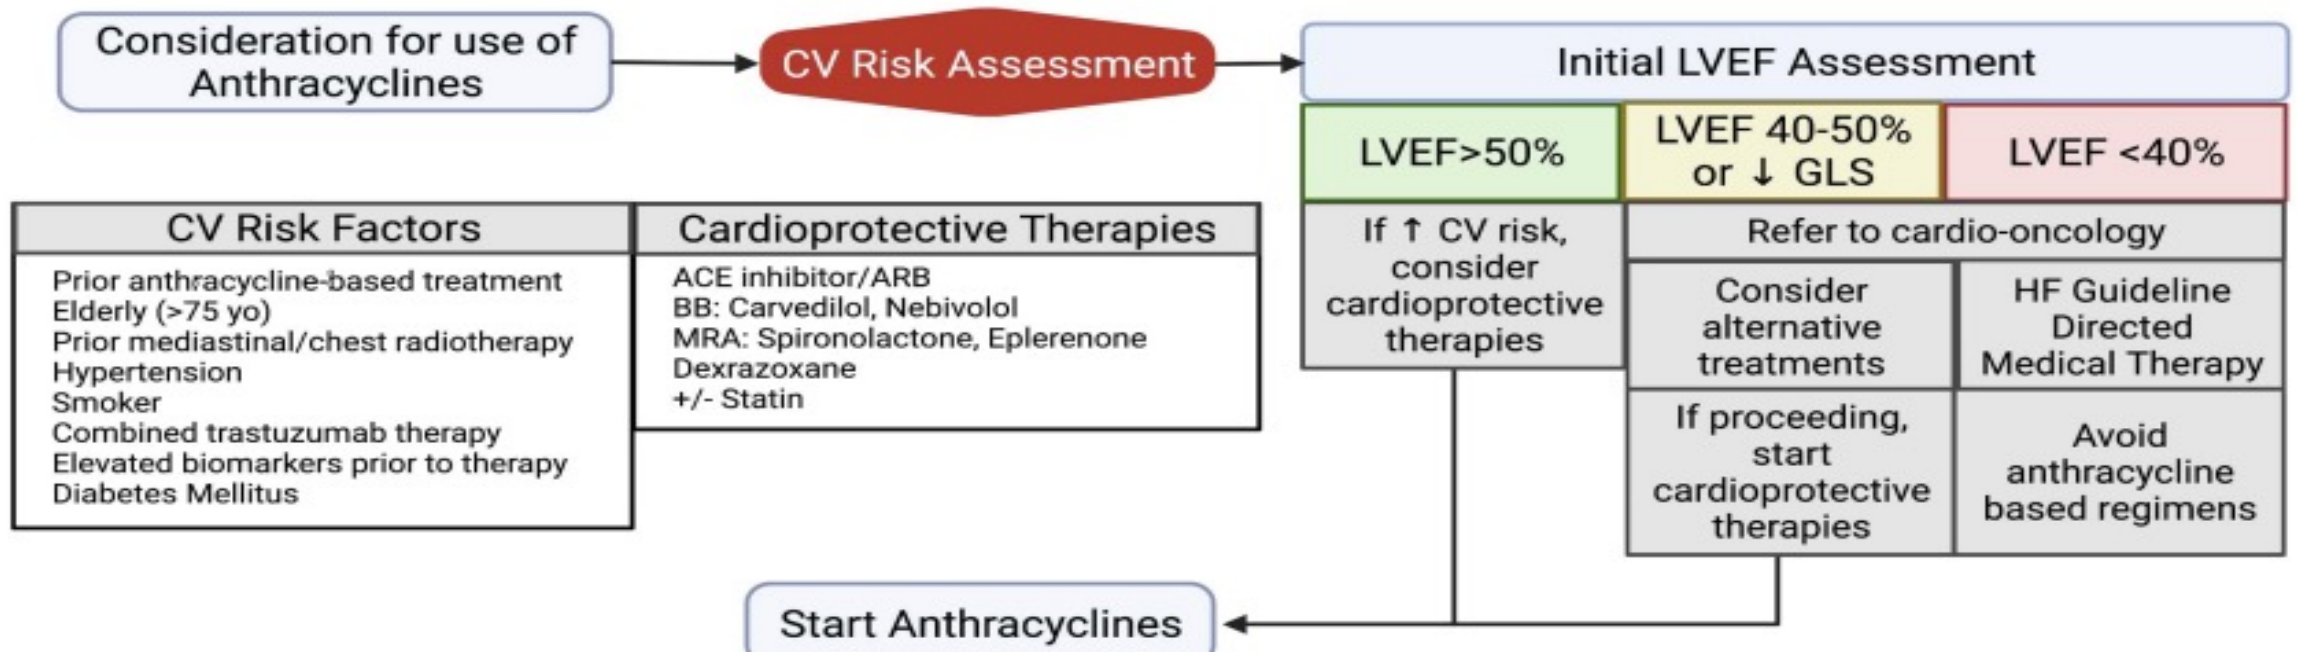 Consideration for use of
Anthracyclines
CV Risk Assessment
Initial LVEF Assessment
LVEF>50%
LVEF 40-50%
or ↓ GLS
LVEF <40%
If ↑ CV risk,
consider
cardioprotective
therapies
Refer to cardio-oncology
Consider
alternative
treatments
HF Guideline
Directed
Medical Therapy
If proceeding,
start
cardioprotective
therapies
Avoid
anthracycline
based regimens
CV Risk Factors
Prior anthracycline-based treatment
Elderly (>75 yo)
Prior mediastinal/chest radiotherapy
Hypertension
Smoker
Combined trastuzumab therapy
Elevated biomarkers prior to therapy
Diabetes Mellitus
Cardioprotective Therapies
ACE inhibitor/ARB
BB: Carvedilol, Nebivolol
MRA: Spironolactone, Eplerenone
Dexrazoxane
+/- Statin
Start Anthracyclines